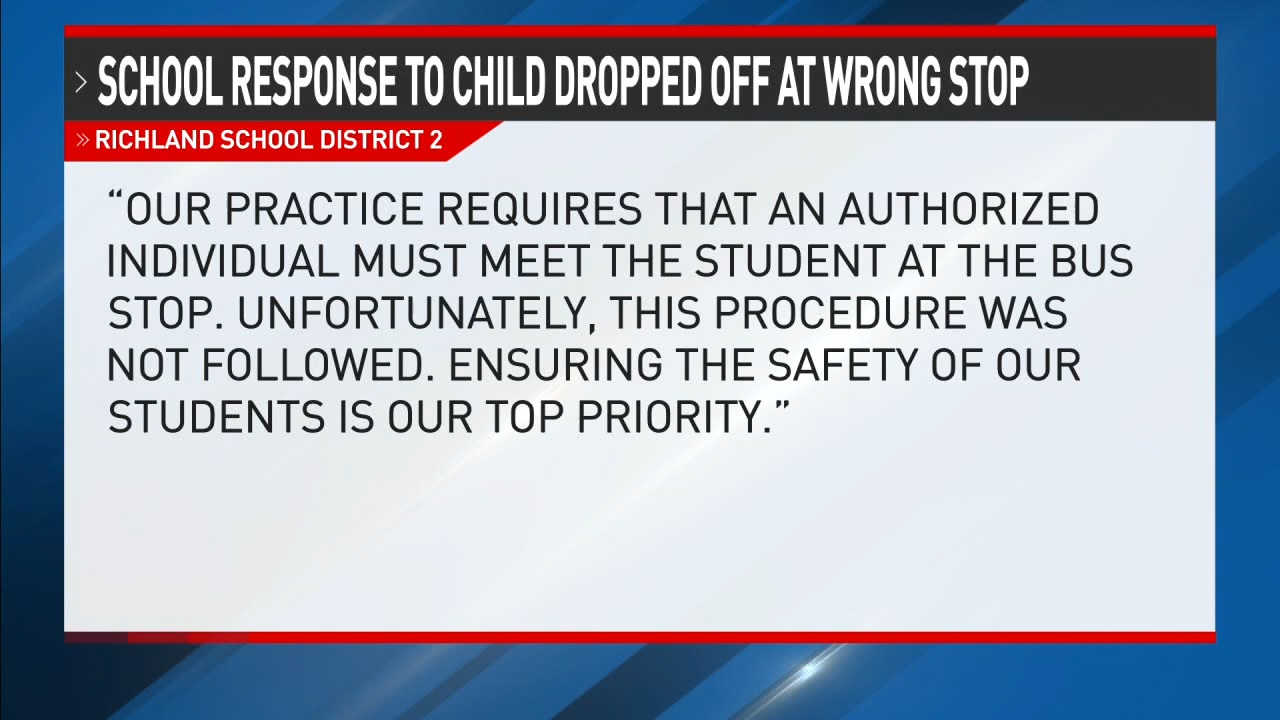 > SCHOOL RESPONSE TO CHILD DROPPED OFF AT WRONG STOP
» RICHLAND SCHOOL DISTRICT 2
“OUR PRACTICE REQUIRES THAT AN AUTHORIZED
INDIVIDUAL MUST MEET THE STUDENT AT THE BUS
STOP. UNFORTUNATELY, THIS PROCEDURE WAS
NOT FOLLOWED. ENSURING THE SAFETY OF OUR
STUDENTS IS OUR TOP PRIORITY.”